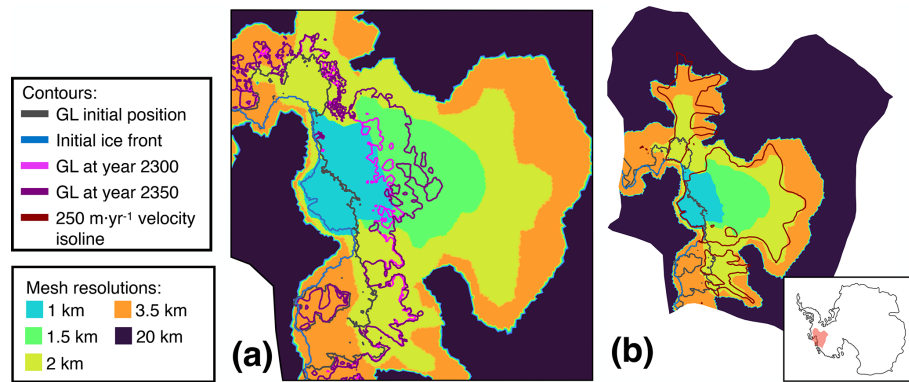 Contours:
GL initial position
Initial ice front
GL at year 2300
GL at year 2350
250 m·yr⁻¹ velocity
isoline
Mesh resolutions:
1 km
3.5 km
1.5 km
20 km
2 km
(a)
(b)